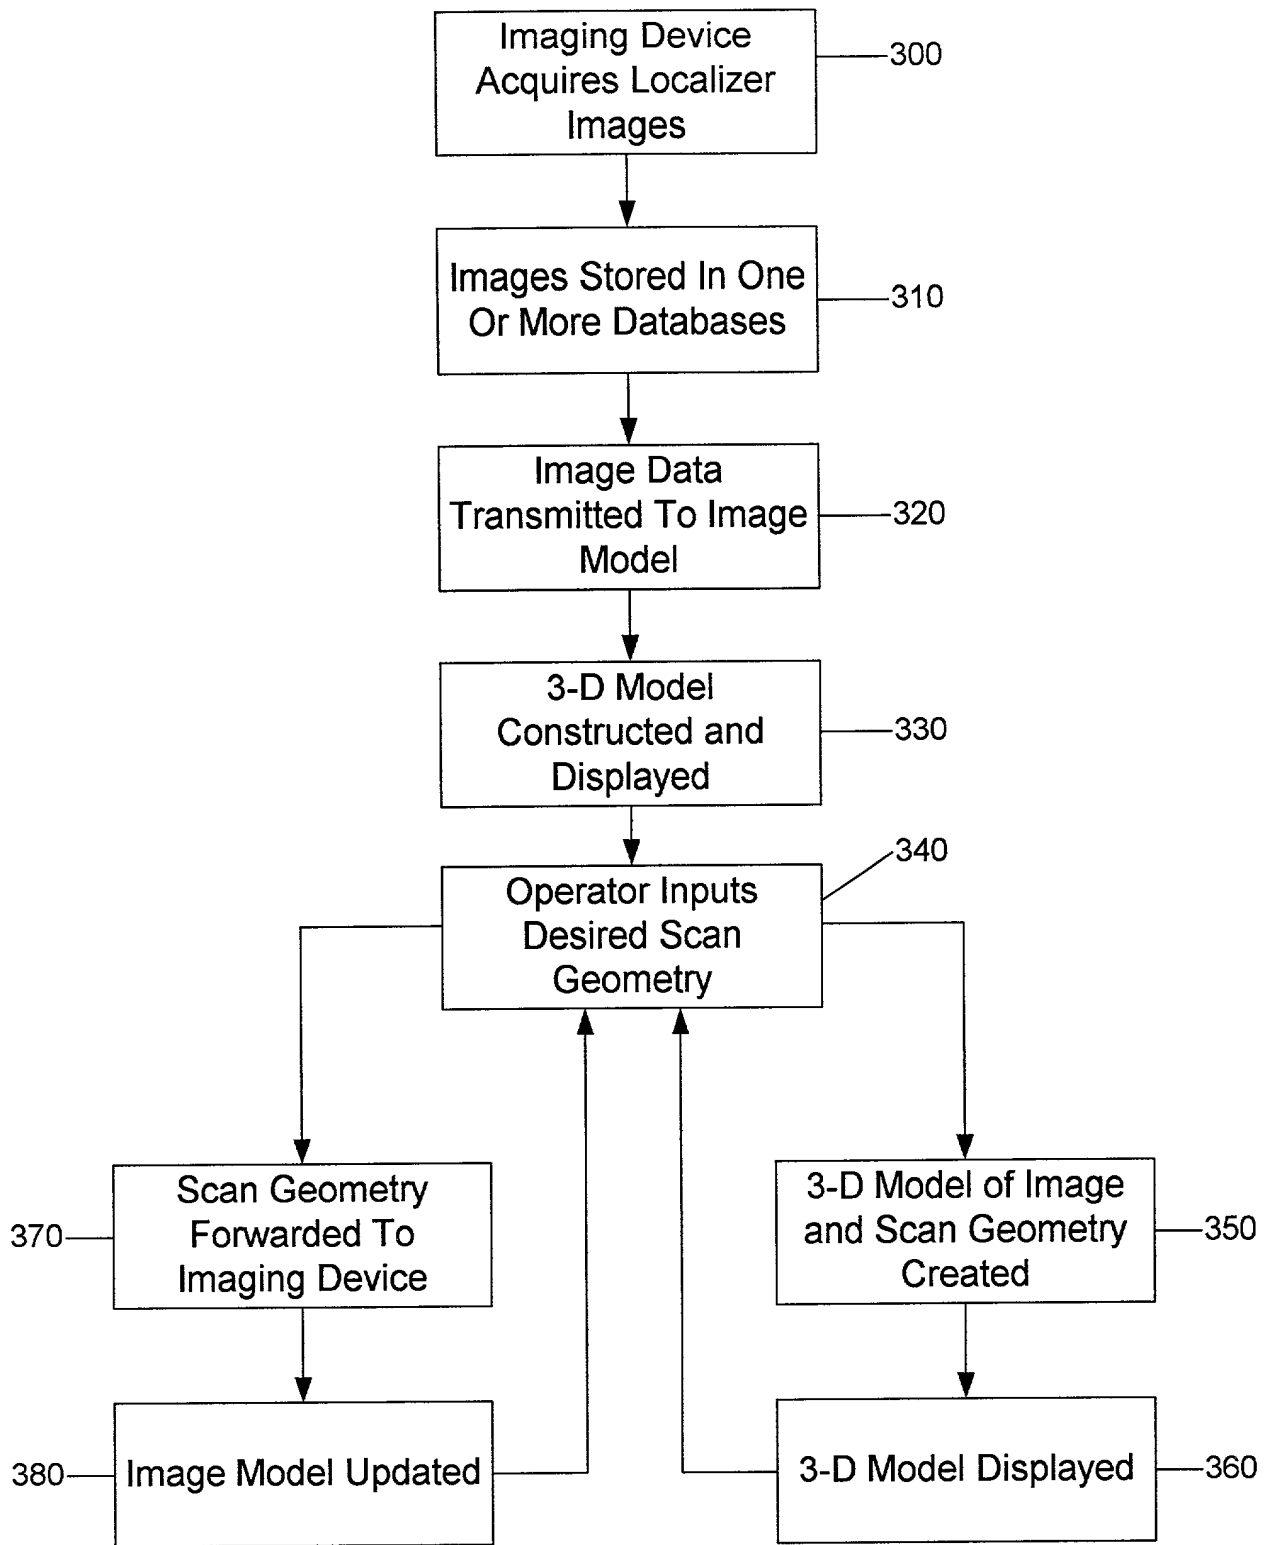 Imaging Device
Acquires Localizer
Images
300
Images Stored In One
Or More Databases
310
Image Data
Transmitted To Image
Model
320
3-D Model
Constructed and
Displayed
330
340
Operator Inputs
Desired Scan
Geometry
Scan Geometry
Forwarded To
Imaging Device
370
3-D Model of Image
and Scan Geometry
Created
350
380
Image Model Updated
3-D Model Displayed
360